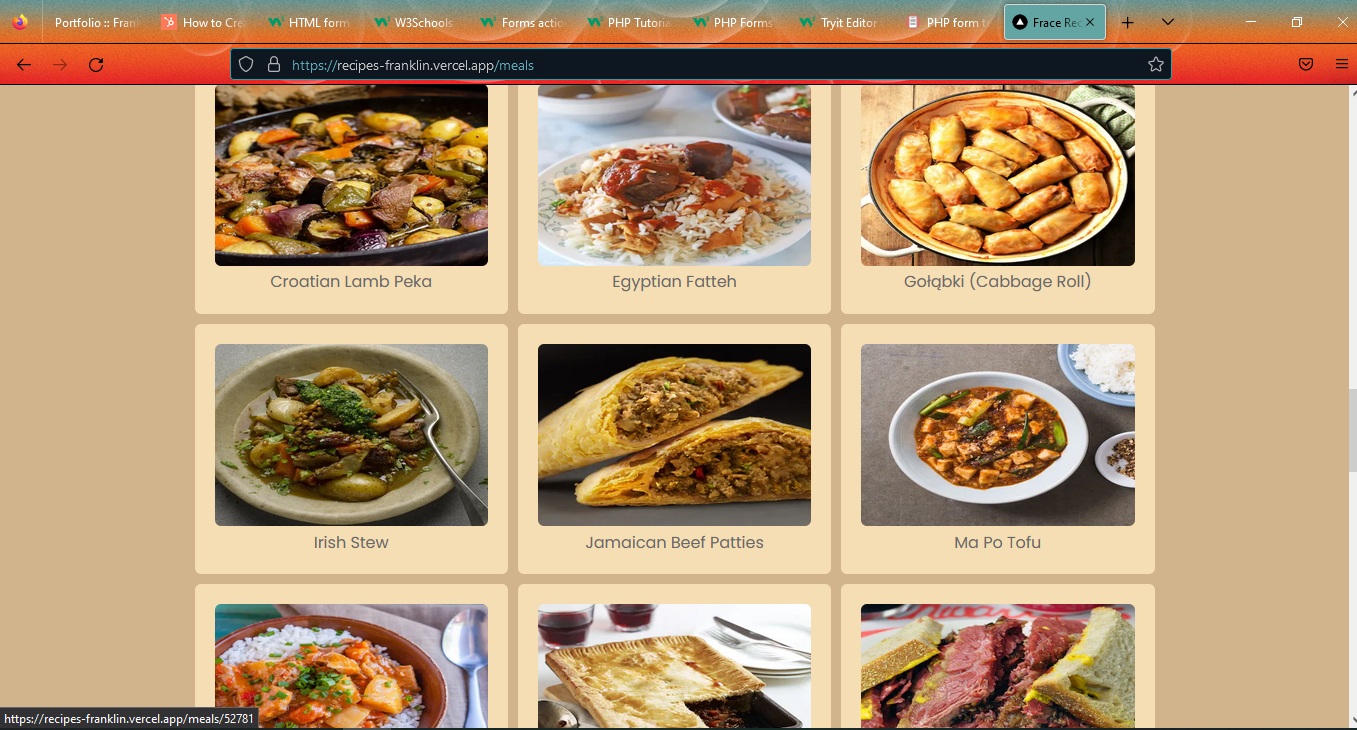 Portfolio :: Frank
How to Crea
HTML form
W3Schools
Forms actio
PHP Tutoria
PHP Forms
Tryit Editor
PHP form t
Frace Rec
https://recipes-franklin.vercel.app/meals
Croatian Lamb Peka
Egyptian Fatteh
Gołąbki (Cabbage Roll)
Irish Stew
Jamaican Beef Patties
Ma Po Tofu
https://recipes-franklin.vercel.app/meals/52781